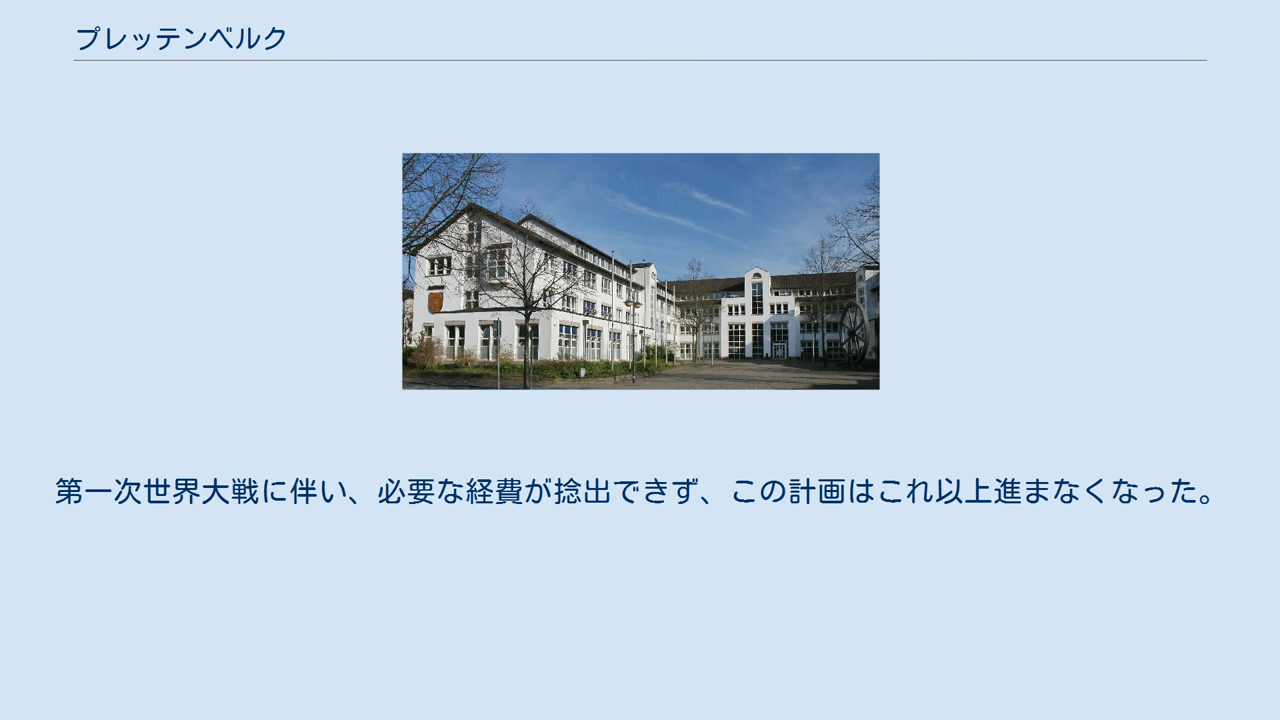 プレッテンベルク
第一次世界大戦に伴い、必要な経費が捻出できず、この計画はこれ以上進まなくなった。